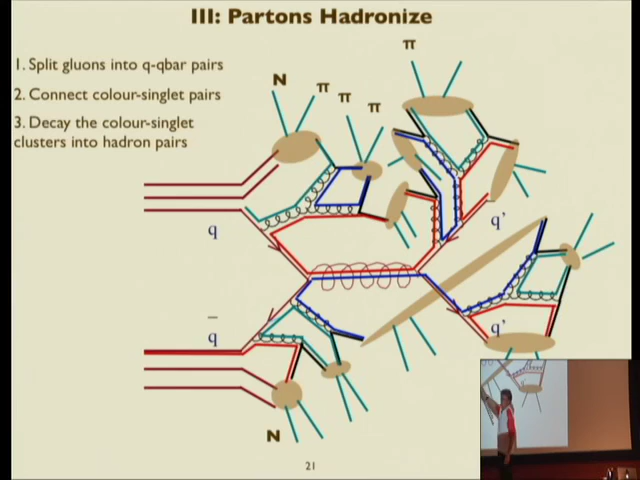 III: Partons Hadronize
1. Split gluons into q-qbar pairs
2. Connect colour-singlet pairs
3. Decay the colour-singlet
clusters into hadron pairs
π
N
π
π
π
q
q'
q̅
q'
N
21